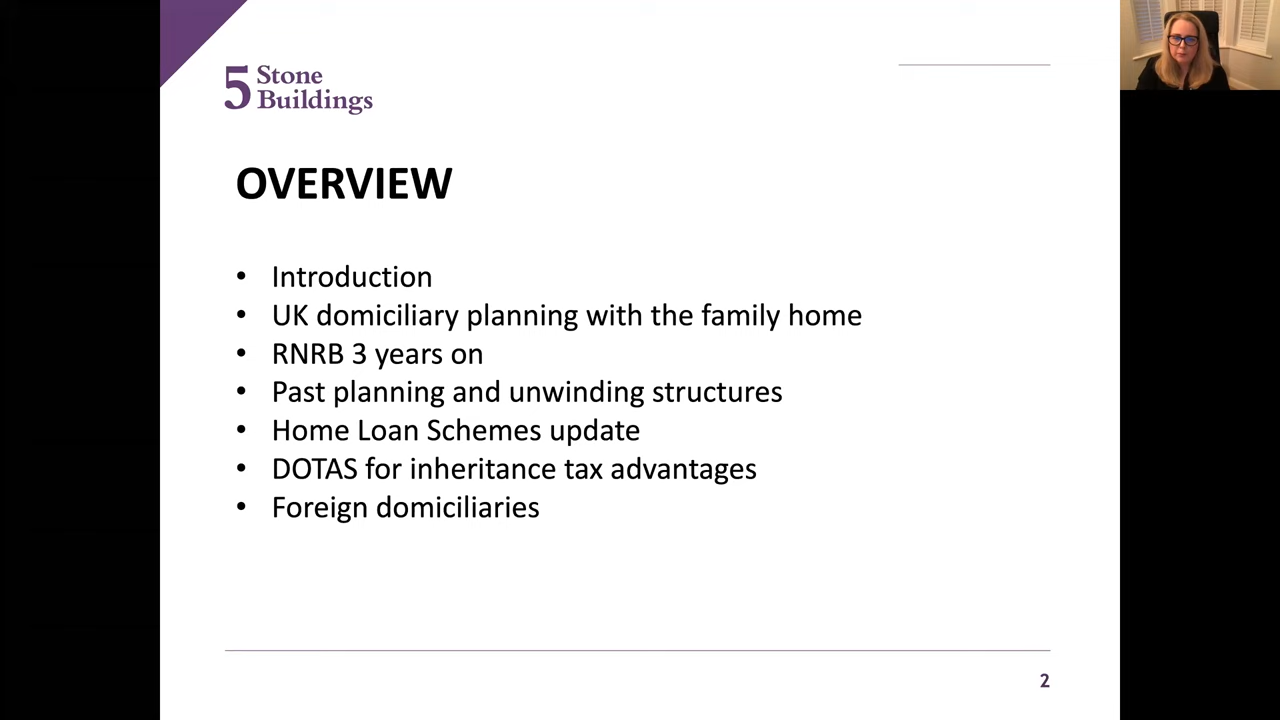 5 Stone
Buildings
OVERVIEW
• Introduction
• UK domiciliary planning with the family home
• RNRB 3 years on
• Past planning and unwinding structures
• Home Loan Schemes update
• DOTAS for inheritance tax advantages
• Foreign domiciliaries
2